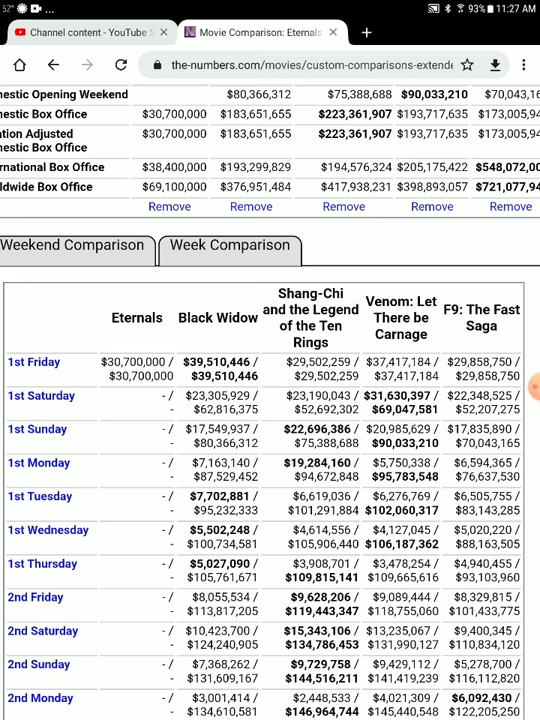 52° ... 93% 11:27 AM
Channel content - YouTube S × Movie Comparison: Eternals × +
the-numbers.com/movies/custom-comparisons-extende
nestic Opening Weekend $80,366,312 $75,388,688 $90,033,210 $70,043,16
nestic Box Office $30,700,000 $183,651,655 $223,361,907 $193,717,635 $173,005,94
ation Adjusted $30,700,000 $183,651,655 $223,361,907 $193,717,635 $173,005,94
nestic Box Office
rnational Box Office $38,400,000 $193,299,829 $194,576,324 $205,175,422 $548,072,00
ldwide Box Office $69,100,000 $376,951,484 $417,938,231 $398,893,057 $721,077,94
Remove Remove Remove Remove Remove
Weekend Comparison Week Comparison
Eternals Black Widow Shang-Chi and the Legend of the Ten Rings Venom: Let There be Carnage F9: The Fast Saga
1st Friday $30,700,000 / $39,510,446 / $29,502,259 / $37,417,184 / $29,858,750 /
$30,700,000 $39,510,446 $29,502,259 $37,417,184 $29,858,750
1st Saturday - / $23,305,929 / $23,190,043 / $31,630,397 / $22,348,525 /
- $62,816,375 $52,692,302 $69,047,581 $52,207,275
1st Sunday - / $17,549,937 / $22,696,386 / $20,985,629 / $17,835,890 /
- $80,366,312 $75,388,688 $90,033,210 $70,043,165
1st Monday - / $7,163,140 / $19,284,160 / $5,750,338 / $6,594,365 /
- $87,529,452 $94,672,848 $95,783,548 $76,637,530
1st Tuesday - / $7,702,881 / $6,619,036 / $6,276,769 / $6,505,755 /
- $95,232,333 $101,291,884 $102,060,317 $83,143,285
1st Wednesday - / $5,502,248 / $4,614,556 / $4,127,045 / $5,020,220 /
- $100,734,581 $105,906,440 $106,187,362 $88,163,505
1st Thursday - / $5,027,090 / $3,908,701 / $3,478,254 / $4,940,455 /
- $105,761,671 $109,815,141 $109,665,616 $93,103,960
2nd Friday - / $8,055,534 / $9,628,206 / $9,089,444 / $8,329,815 /
- $113,817,205 $119,443,347 $118,755,060 $101,433,775
2nd Saturday - / $10,423,700 / $15,343,106 / $13,235,067 / $9,400,345 /
- $124,240,905 $134,786,453 $131,990,127 $110,834,120
2nd Sunday - / $7,368,262 / $9,729,758 / $9,429,112 / $5,278,700 /
- $131,609,167 $144,516,211 $141,419,239 $116,112,820
2nd Monday - / $3,001,414 / $2,448,533 / $4,021,309 / $6,092,430 /
- $134,610,581 $146,964,744 $145,440,548 $122,205,250